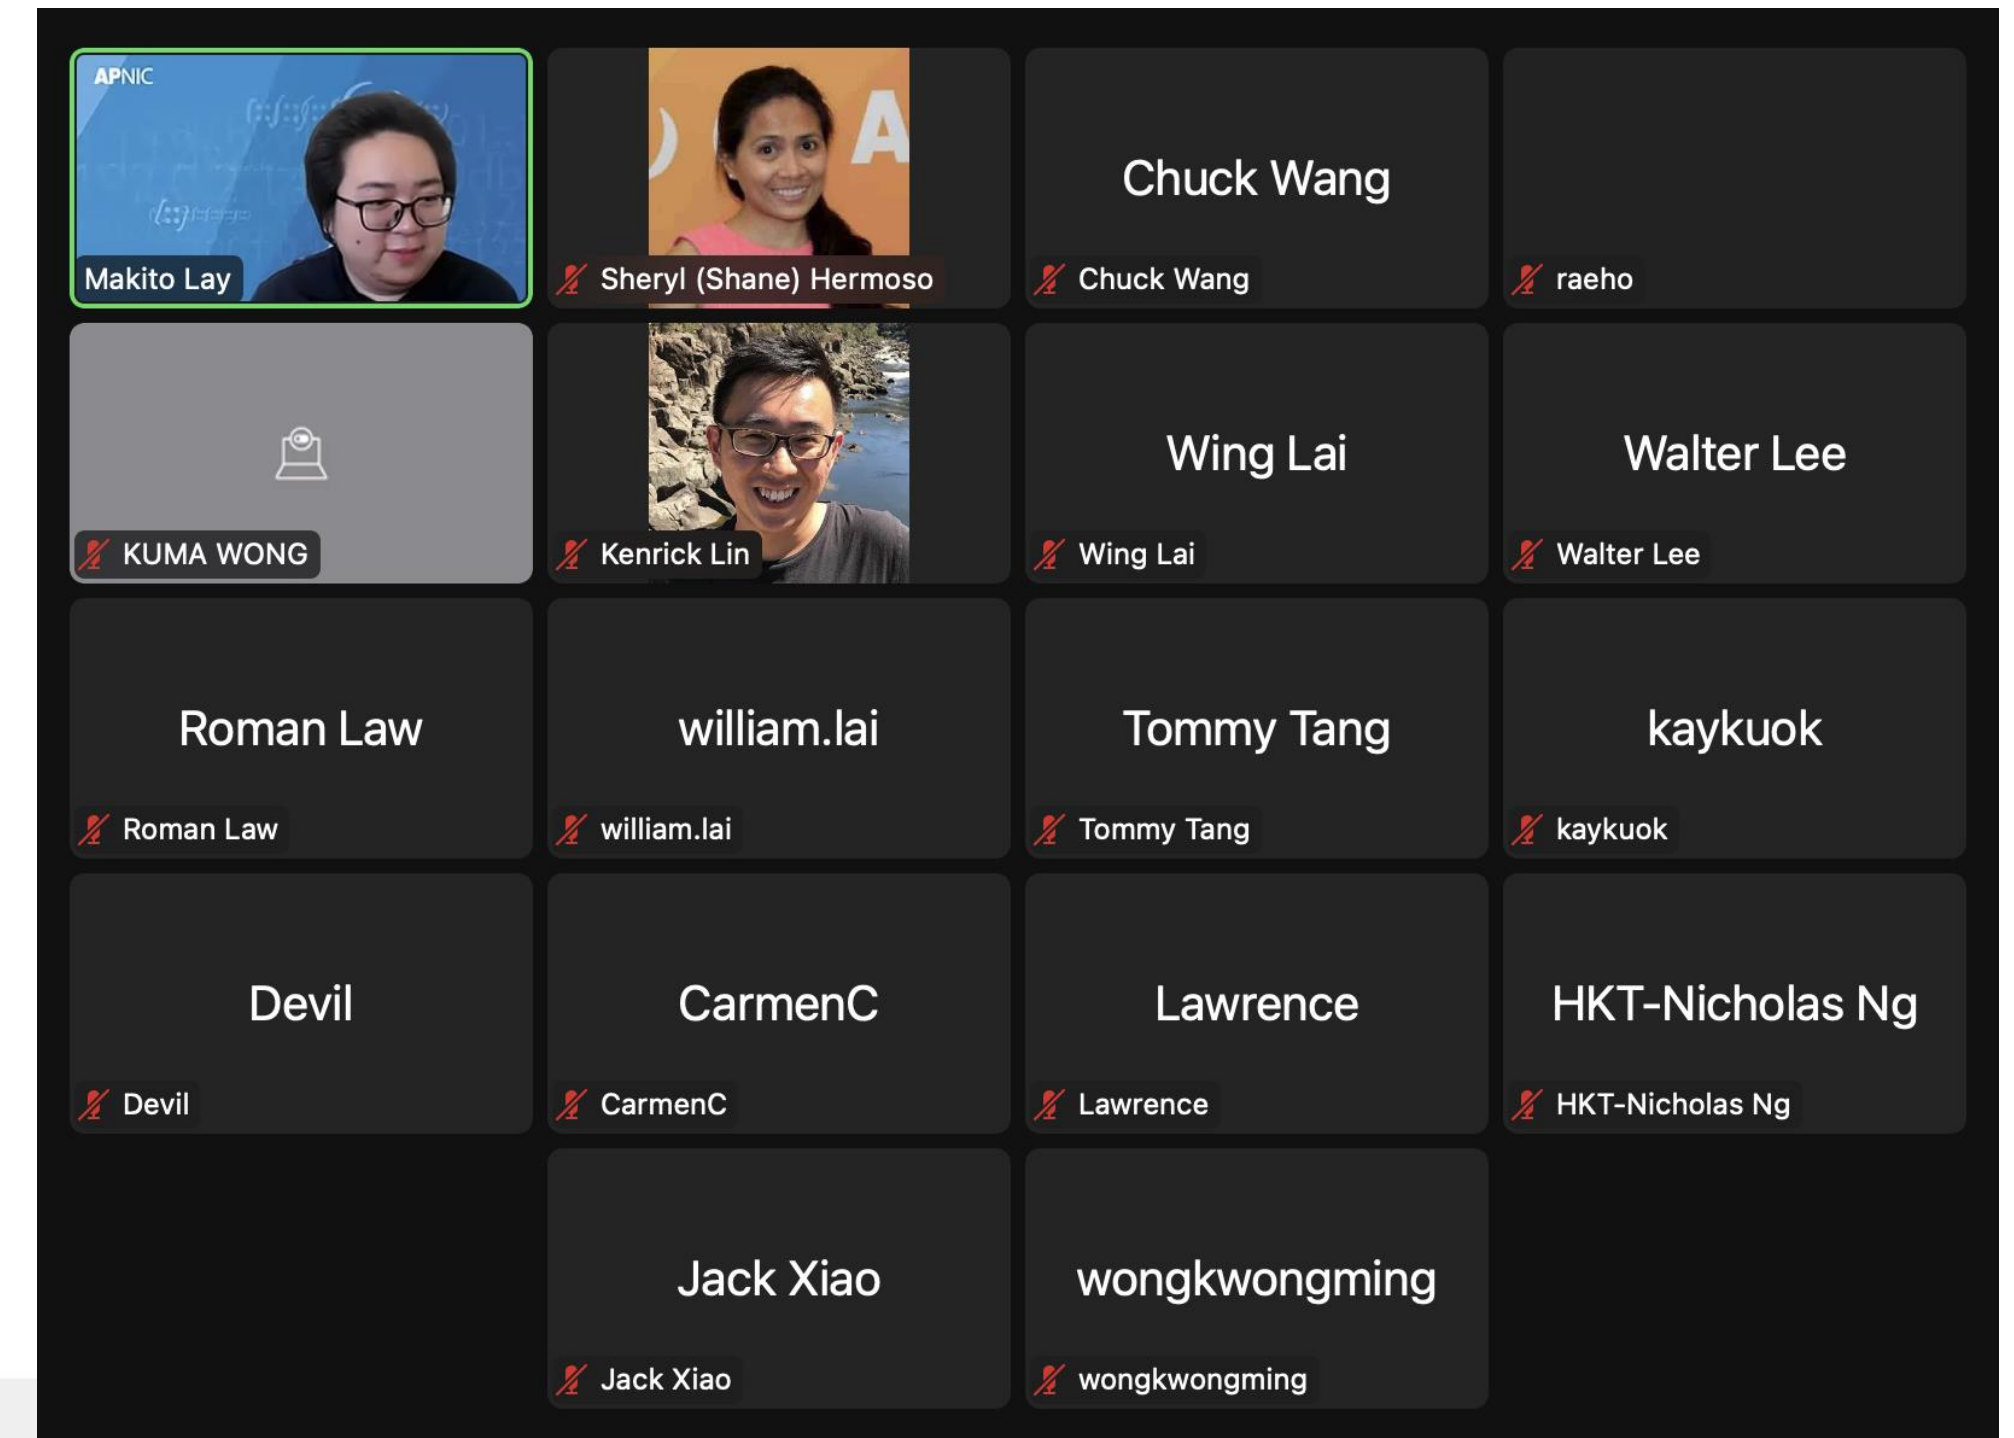 APNIC
Makito Lay
A
Sheryl (Shane) Hermoso
Chuck Wang
Chuck Wang
raeho
KUMA WONG
Kenrick Lin
Wing Lai
Wing Lai
Walter Lee
Walter Lee
Roman Law
Roman Law
william.lai
william.lai
Tommy Tang
Tommy Tang
kaykuok
kaykuok
Devil
Devil
CarmenC
CarmenC
Lawrence
Lawrence
HKT-Nicholas Ng
HKT-Nicholas Ng
Jack Xiao
Jack Xiao
wongkwongming
wongkwongming